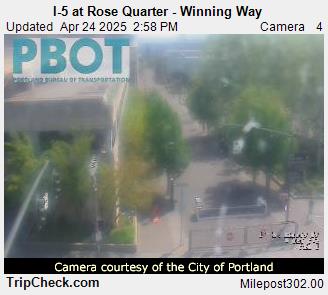 I-5 at Rose Quarter - Winning Way
Updated Apr 24 2025 2:58 PM Camera 4
PBOT
PORTLAND BUREAU OF TRANSPORTATION
Camera courtesy of the City of Portland
TripCheck.com Milepost302.00